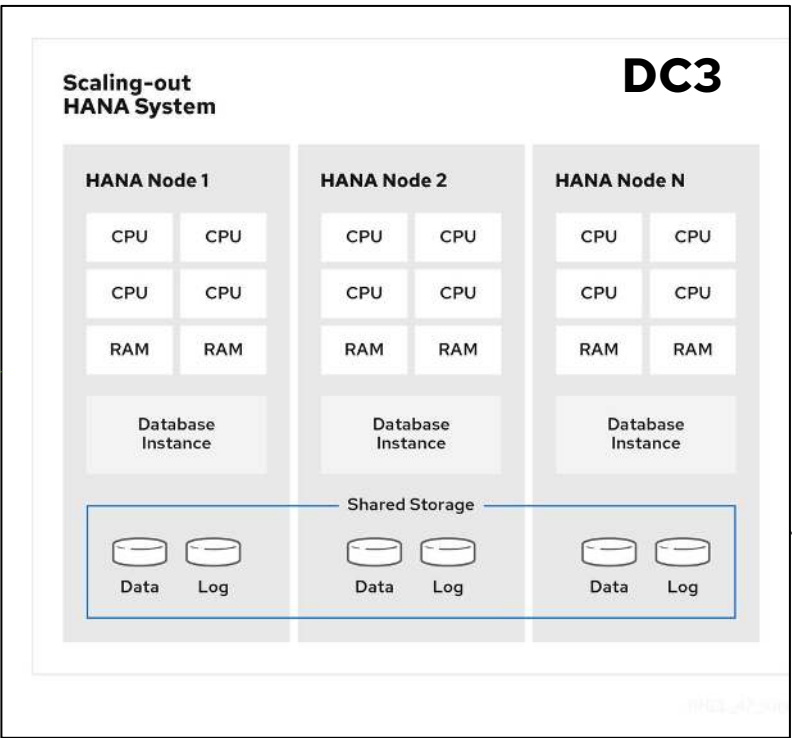 DC3
Scaling-out
HANA System
HANA Node 1
CPU CPU
CPU CPU
RAM RAM
Database
Instance
HANA Node 2
CPU CPU
CPU CPU
RAM RAM
Database
Instance
HANA Node N
CPU CPU
CPU CPU
RAM RAM
Database
Instance
Shared Storage
Data Log
Data Log
Data Log